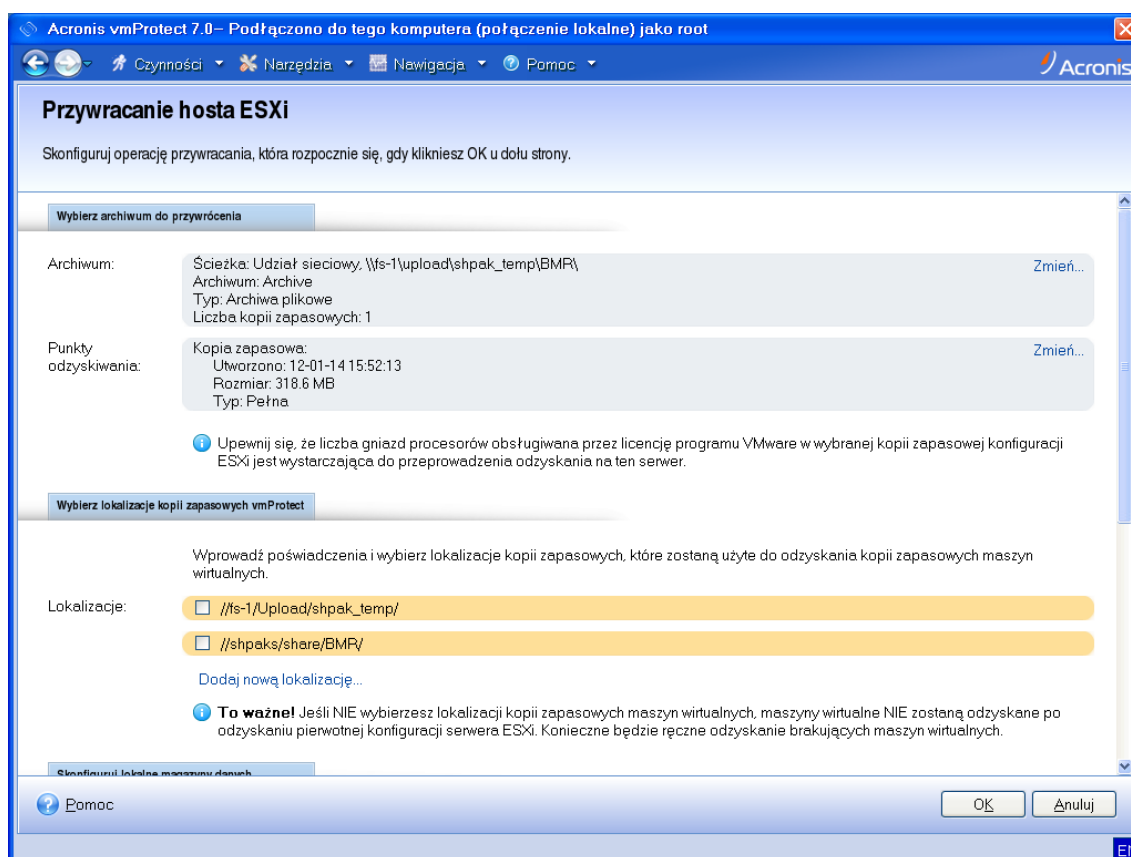 Acronis vmProtect 7.0– Podłączono do tego komputera (połączenie lokalne) jako root
Czynności Narzędzia Nawigacja Pomoc Acronis
Przywracanie hosta ESXi
Skonfiguruj operację przywracania, która rozpocznie się, gdy klikniesz OK u dołu strony.
Wybierz archiwum do przywrócenia
Archiwum:
Ścieżka: Udział sieciowy, \\fs-1\upload\shpak_temp\BMR\
Zmień...
Archiwum: Archive
Typ: Archiwa plikowe
Liczba kopii zapasowych: 1
Punkty odzyskiwania:
Kopia zapasowa:
Zmień...
Utworzono: 12-01-14 15:52:13
Rozmiar: 318.6 MB
Typ: Pełna
Upewnij się, że liczba gniazd procesorów obsługiwana przez licencję programu VMware w wybranej kopii zapasowej konfiguracji
ESXi jest wystarczająca do przeprowadzenia odzyskania na ten serwer.
Wybierz lokalizacje kopii zapasowych vmProtect
Wprowadź poświadczenia i wybierz lokalizacje kopii zapasowych, które zostaną użyte do odzyskania kopii zapasowych maszyn
wirtualnych.
Lokalizacje:
//fs-1/Upload/shpak_temp/
//shpaks/share/BMR/
Dodaj nową lokalizację...
To ważne! Jeśli NIE wybierzesz lokalizacji kopii zapasowych maszyn wirtualnych, maszyny wirtualne NIE zostaną odzyskane po
odzyskaniu pierwotnej konfiguracji serwera ESXi. Konieczne będzie ręczne odzyskanie brakujących maszyn wirtualnych.
Skonfiguruj lokalne magazyny danych
Pomoc
OK
Anuluj
EN